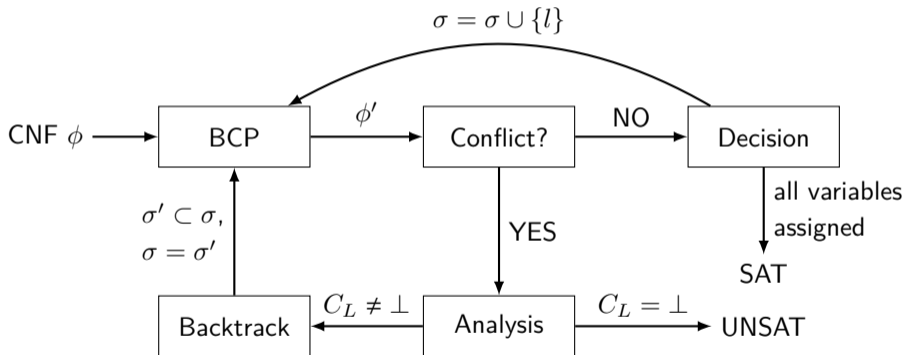 σ = σ ∪ {l}
CNF ϕ
BCP
ϕ′
Conflict?
NO
Decision
σ′ ⊂ σ,
σ = σ′
YES
all variables
assigned
SAT
Backtrack
C_L ≠ ⊥
Analysis
C_L = ⊥
UNSAT